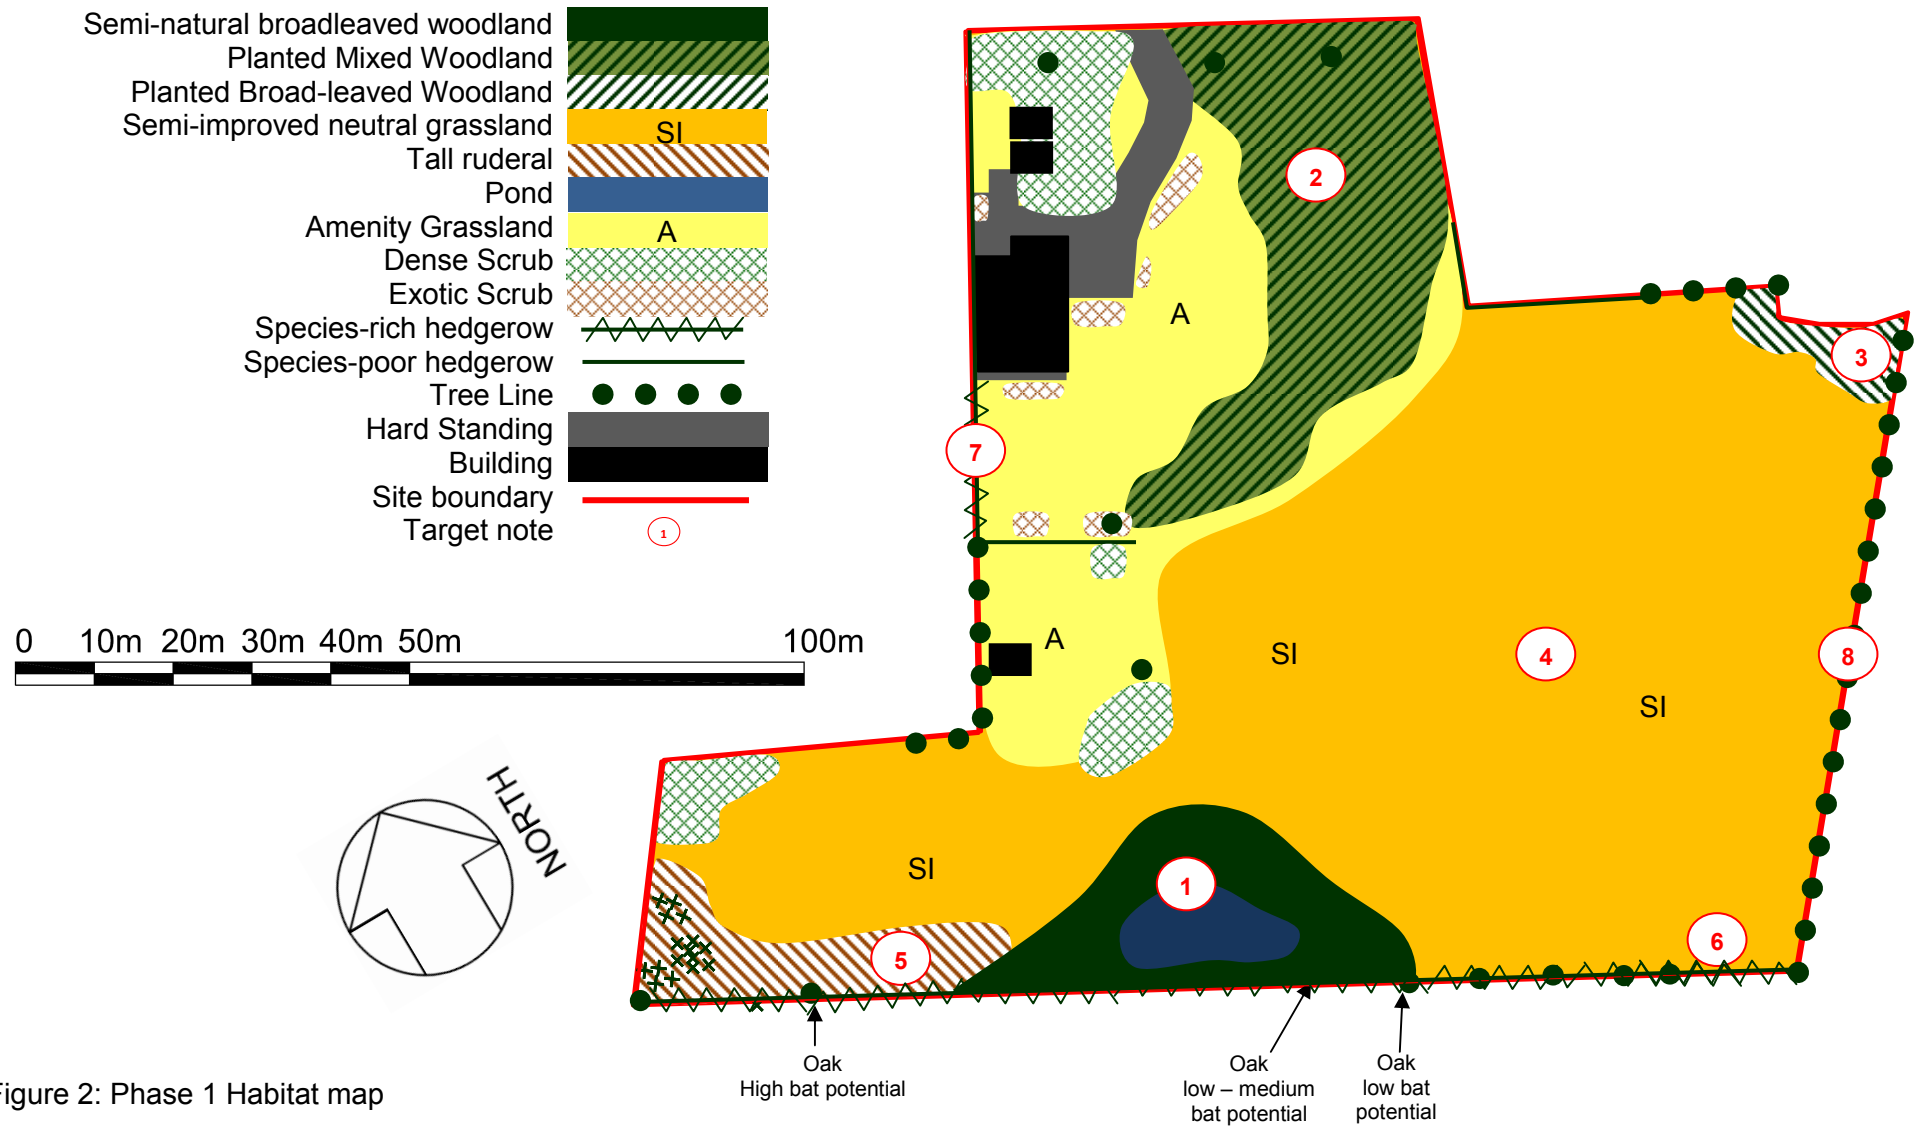 Semi-natural broadleaved woodland
Planted Mixed Woodland
Planted Broad-leaved Woodland
Semi-improved neutral grassland SI
Tall ruderal
Pond
Amenity Grassland A
Dense Scrub
Exotic Scrub
Species-rich hedgerow
Species-poor hedgerow
Tree Line
Hard Standing
Building
Site boundary
Target note 1
0 10m 20m 30m 40m 50m 100m
NORTH
2
A
3
7
A
SI
4
8
SI
SI
1
5
6
Oak
High bat potential
Oak
low – medium
bat potential
Oak
low bat
potential
igure 2: Phase 1 Habitat map